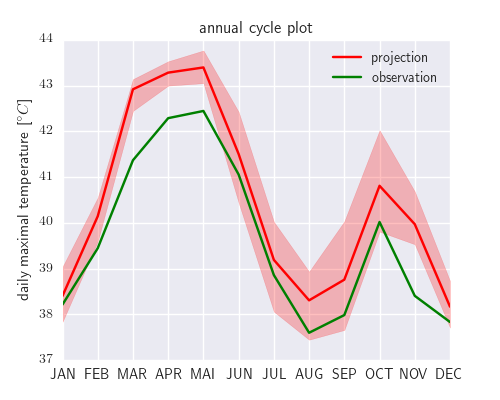 annual cycle plot
projection
observation
daily maximal temperature [°C]
44
43
42
41
40
39
38
37
JAN FEB MAR APR MAI JUN JUL AUG SEP OCT NOV DEC